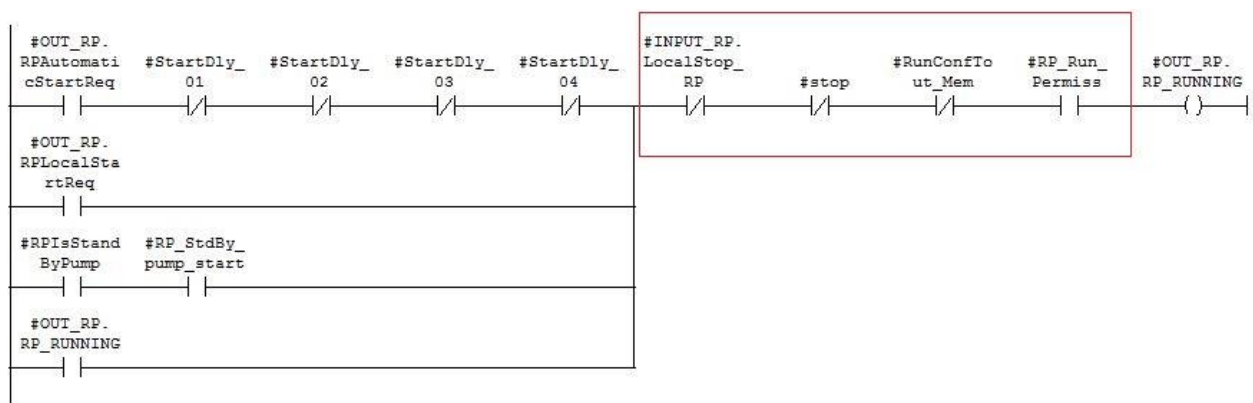 #OUT_RP.
RPAutomati
cStartReq
#StartDly_
01
#StartDly_
02
#StartDly_
03
#StartDly_
04
#INPUT_RP.
LocalStop_
RP
#stop
#RunConfTo
ut_Mem
#RP_Run_
Permiss
#OUT_RP.
RP_RUNNING
#OUT_RP.
RPLocalSta
rtReq
#RPIsStand
ByPump
#RP_StdBy_
pump_start
#OUT_RP.
RP_RUNNING